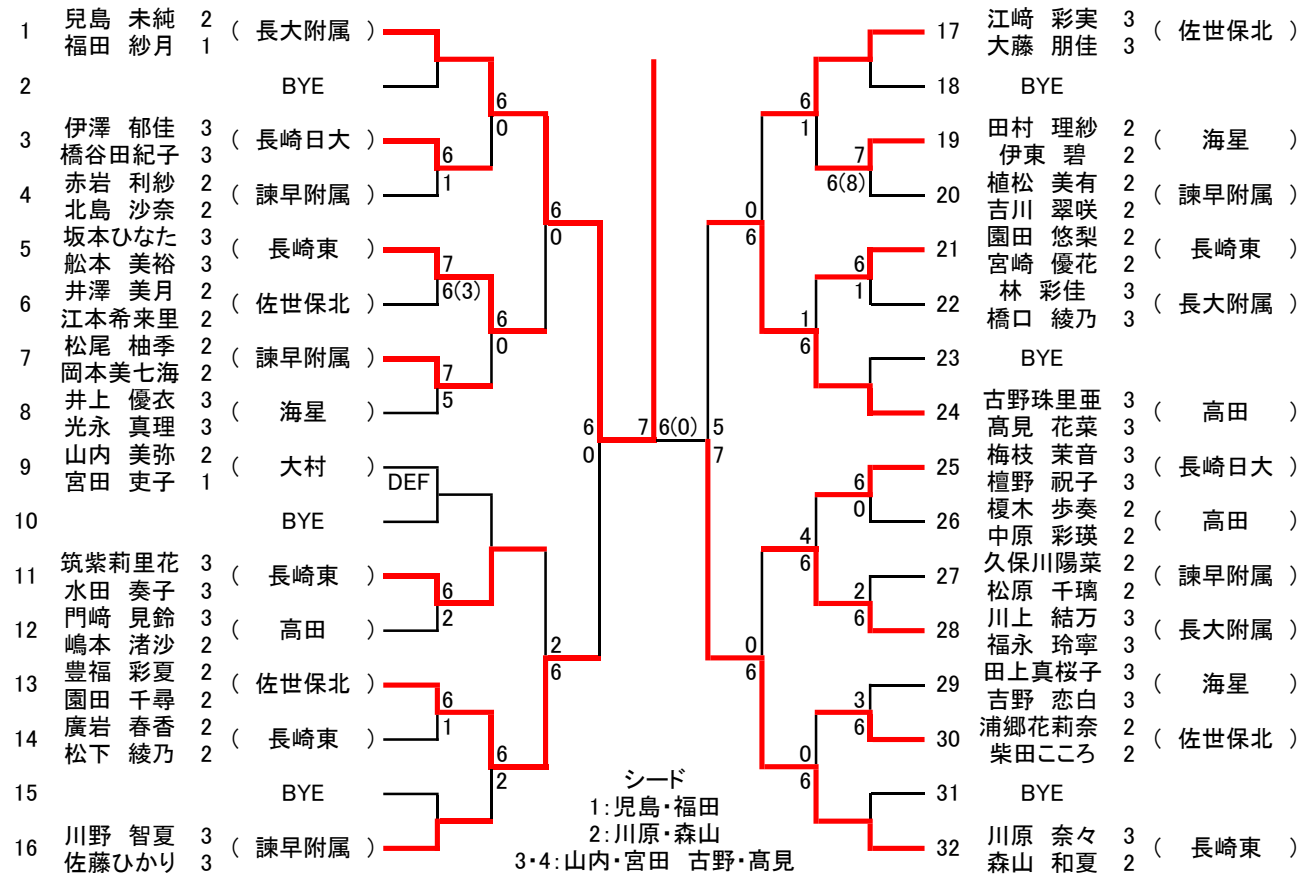 1 兒島 未純 2 ( 長大附属 )
福田 紗月 1
2 BYE
6
0
3 伊澤 郁佳 3 ( 長崎日大 )
橋谷田紀子 3
6
1
4 赤岩 利紗 2 ( 諫早附属 )
北島 沙奈 2
6
0
5 坂本ひなた 3 ( 長崎東 )
舩本 美裕 3
7
6(3)
6 井澤 美月 2 ( 佐世保北 )
江本希来里 2
6
0
7 松尾 柚季 2 ( 諫早附属 )
岡本美七海 2
7
5
8 井上 優衣 3 ( 海星 )
光永 真理 3
6
0
9 山内 美弥 2 ( 大村 )
宮田 吏子 1
DEF
10 BYE
11 筑紫莉里花 3 ( 長崎東 )
水田 奏子 3
6
2
12 門﨑 見鈴 3 ( 高田 )
嶋本 渚沙 2
2
6
13 豊福 彩夏 2 ( 佐世保北 )
園田 千尋 2
6
1
14 廣岩 春香 2 ( 長崎東 )
松下 綾乃 2
6
2
15 BYE
16 川野 智夏 3 ( 諫早附属 )
佐藤ひかり 3
7 6(0)
17 江﨑 彩実 3 ( 佐世保北 )
大藤 朋佳 3
18 BYE
6
1
19 田村 理紗 2 ( 海星 )
伊東 碧 2
7
6(8)
20 植松 美有 2 ( 諫早附属 )
吉川 翠咲 2
0
6
21 園田 悠梨 2 ( 長崎東 )
宮崎 優花 2
6
1
22 林 彩佳 3 ( 長大附属 )
橋口 綾乃 3
1
6
23 BYE
24 古野珠里亜 3 ( 高田 )
髙見 花菜 3
5
7
25 梅枝 茉音 3 ( 長崎日大 )
檀野 祝子 3
6
0
26 榎木 歩奏 2 ( 高田 )
中原 彩瑛 2
4
6
27 久保川陽菜 2 ( 諫早附属 )
松原 千璃 2
2
6
28 川上 結万 3 ( 長大附属 )
福永 玲寧 3
0
6
29 田上真桜子 3 ( 海星 )
吉野 恋白 3
3
6
30 浦郷花莉奈 2 ( 佐世保北 )
柴田こころ 2
0
6
31 BYE
32 川原 奈々 3 ( 長崎東 )
森山 和夏 2
シード
1:児島・福田
2:川原・森山
3・4:山内・宮田 古野・髙見